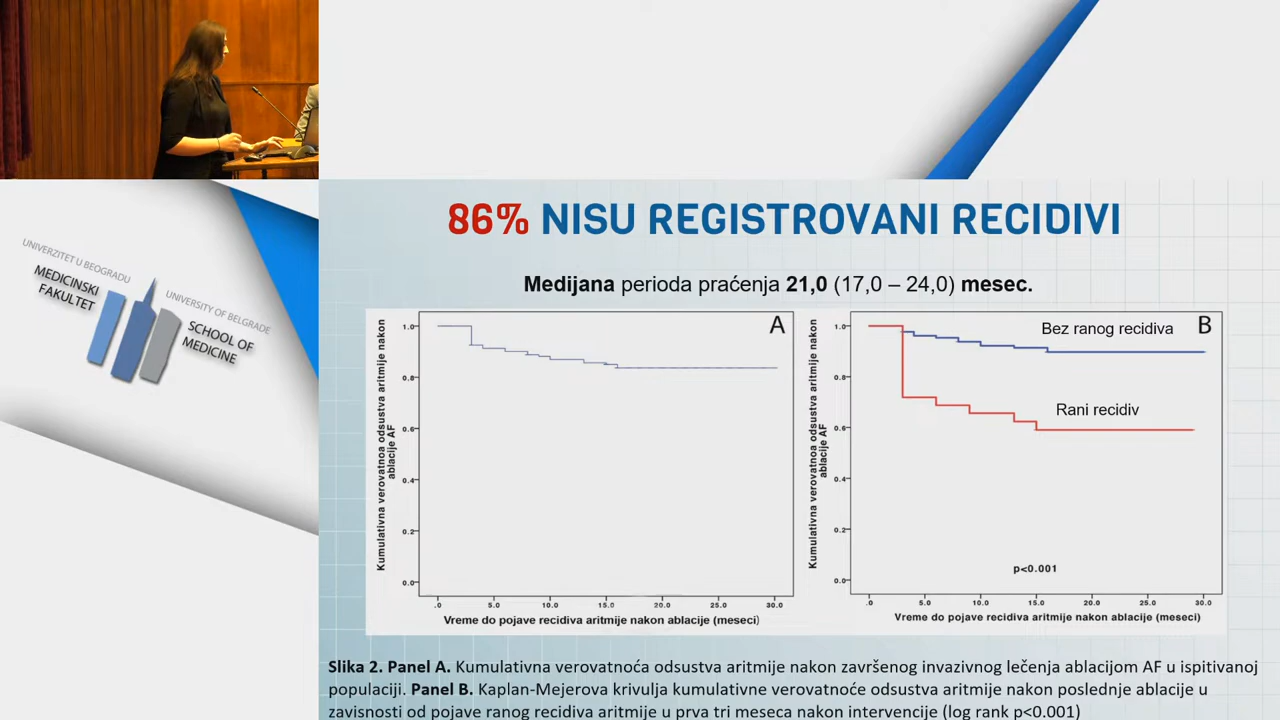 UNIVERZITET U BEOGRADU
MEDICINSKI
FAKULTET
UNIVERSITY OF BELGRADE
SCHOOL OF
MEDICINE
86% NISU REGISTROVANI RECIDIVI
Medijana perioda praćenja 21,0 (17,0 – 24,0) mesec.
A
Kumulativna verovatnoa odsustva aritmije nakon
ablacije AF
1.0
0.8
0.6
0.4
0.2
0.0
.0 5.0 10.0 15.0 20.0 25.0 30.0
Vreme do pojave recidiva aritmije nakon ablacije (meseci)
B
Bez ranog recidiva
Rani recidiv
p<0.001
Kumulativna verovatnoa odsustva aritmije nakon
ablacije AF
1.0
0.8
0.6
0.4
0.2
0.0
.0 5.0 10.0 15.0 20.0 25.0 30.0
Vreme do pojave recidiva aritmije nakon ablacije (meseci)
Slika 2. Panel A. Kumulativna verovatnoća odsustva aritmije nakon završenog invazivnog lečenja ablacijom AF u ispitivanoj
populaciji. Panel B. Kaplan-Mejerova krivulja kumulativne verovatnoće odsustva aritmije nakon poslednje ablacije u
zavisnosti od pojave ranog recidiva aritmije u prva tri meseca nakon intervencije (log rank p<0.001)